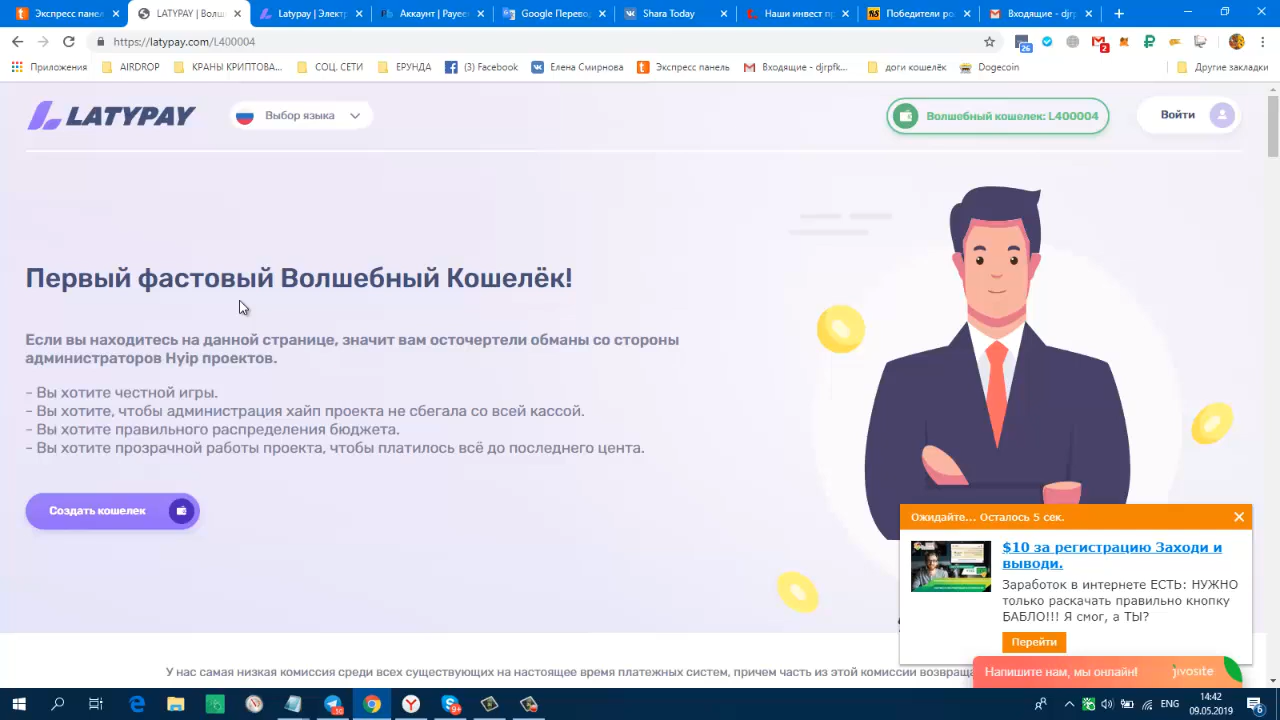 Экспресс панел
LATYPAY | Волш
Latypay | Электр
Аккаунт | Payee
Google Перево
Shara Today
Наши инвест пр
Победители ро
Входящие - djrp
https://latypay.com/L400004
26
2
Приложения
AIRDROP
КРАНЫ КРИПТОВА...
СОЦ. СЕТИ
ЕРУНДА
(3) Facebook
Елена Смирнова
Экспресс панель
Входящие - djrpfk...
доги кошелёк
Dogecoin
Другие закладки
LATYPAY
Выбор языка
Волшебный кошелек: L400004
Войти
Первый фастовый Волшебный Кошелёк!
Если вы находитесь на данной странице, значит вам осточертели обманы со стороны
администраторов Hyip проектов.
- Вы хотите честной игры.
- Вы хотите, чтобы администрация хайп проекта не сбегала со всей кассой.
- Вы хотите правильного распределения бюджета.
- Вы хотите прозрачной работы проекта, чтобы платилось всё до последнего цента.
Создать кошелек
Ожидайте... Осталось 5 сек.
$10 за регистрацию Заходи и
выводи.
Заработок в интернете ЕСТЬ: НУЖНО
только раскачать правильно кнопку
БАБЛО!!! Я смог, а ТЫ?
Перейти
У нас самая низкая комиссия среди всех существующих на настоящее время платежных систем, причем часть из этой комиссии возвраща
Напишите нам, мы онлайн!
jivosite
ENG
14:42
09.05.2019
6